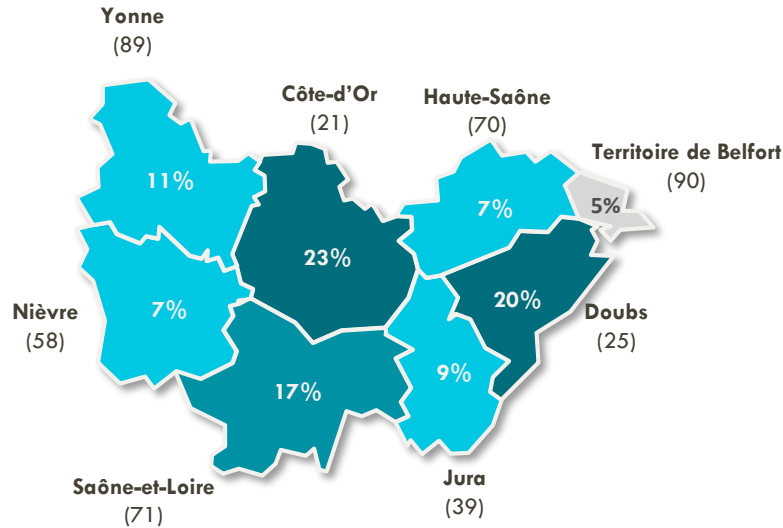 Yonne
(89)
Côte-d'Or
(21)
Haute-Saône
(70)
Territoire de Belfort
(90)
11%
7%
5%
23%
20%
Nièvre
(58)
7%
Doubs
(25)
17%
9%
Saône-et-Loire
(71)
Jura
(39)